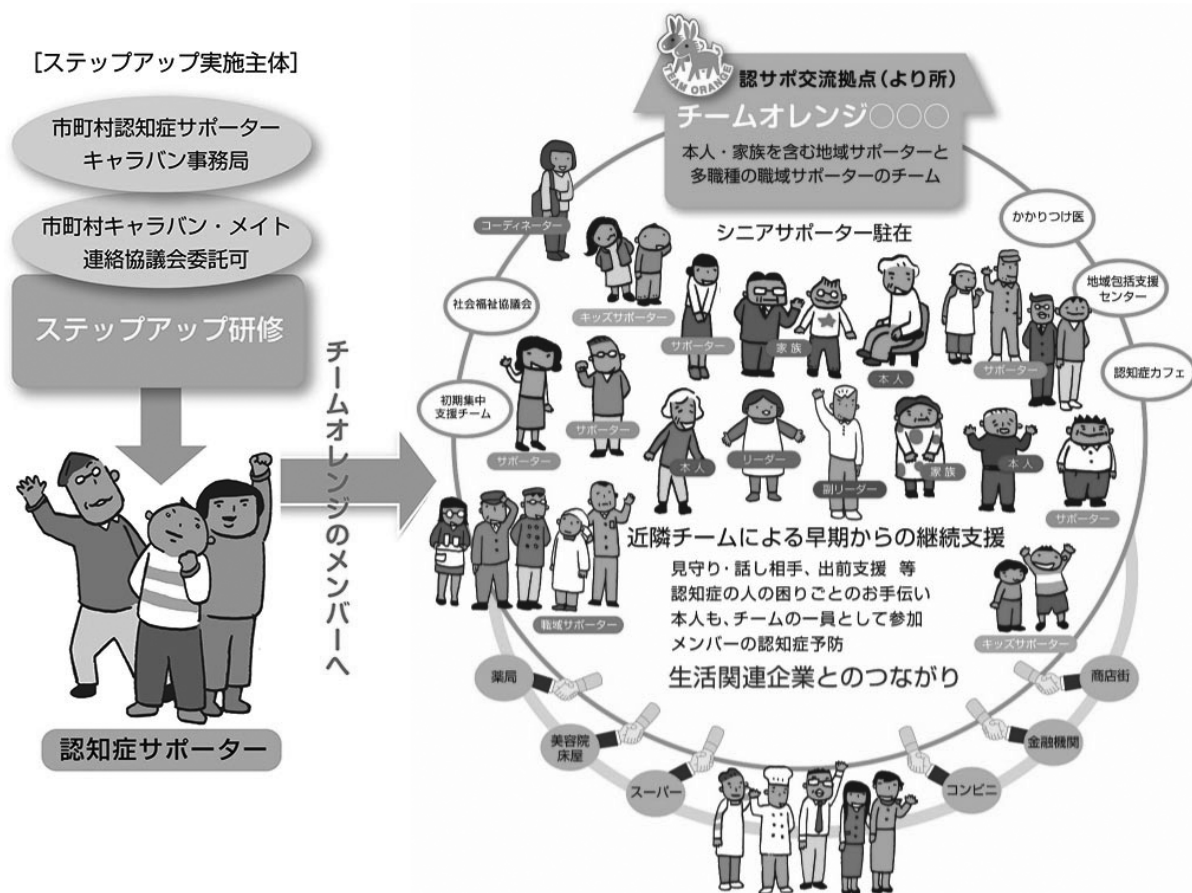 [ステップアップ実施主体]
市町村認知症サポーター
キャラバン事務局
市町村キャラバン・メイト
連絡協議会委託可
ステップアップ研修
認知症サポーター
チームオレンジのメンバーへ
TEAM ORANGE
認サポ交流拠点(より所)
チームオレンジ○○○
本人・家族を含む地域サポーターと
多職種の職域サポーターのチーム
コーディネーター
シニアサポーター駐在
かかりつけ医
社会福祉協議会
地域包括支援
センター
キッズサポーター
サポーター
家族
本人
サポーター
認知症カフェ
初期集中
支援チーム
サポーター
サポーター
本人
リーダー
副リーダー
家族
本人
サポーター
職域サポーター
近隣チームによる早期からの継続支援
見守り・話し相手、出前支援 等
認知症の人の困りごとのお手伝い
本人も、チームの一員として参加
メンバーの認知症予防
キッズサポーター
生活関連企業とのつながり
薬局
商店街
美容院
床屋
金融機関
スーパー
コンビニ